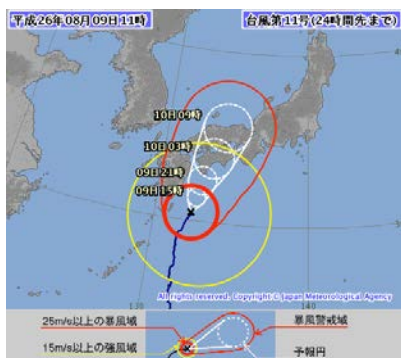 平成26年08月09日11時
台風第11号(24時間先まで)
10日09時
10日03時
09日21時
09日15時
130
140
All rights reserved. Copyright © Japan Meteorological Agency
25m/s以上の暴風域
暴風警戒域
15m/s以上の強風域
予報円